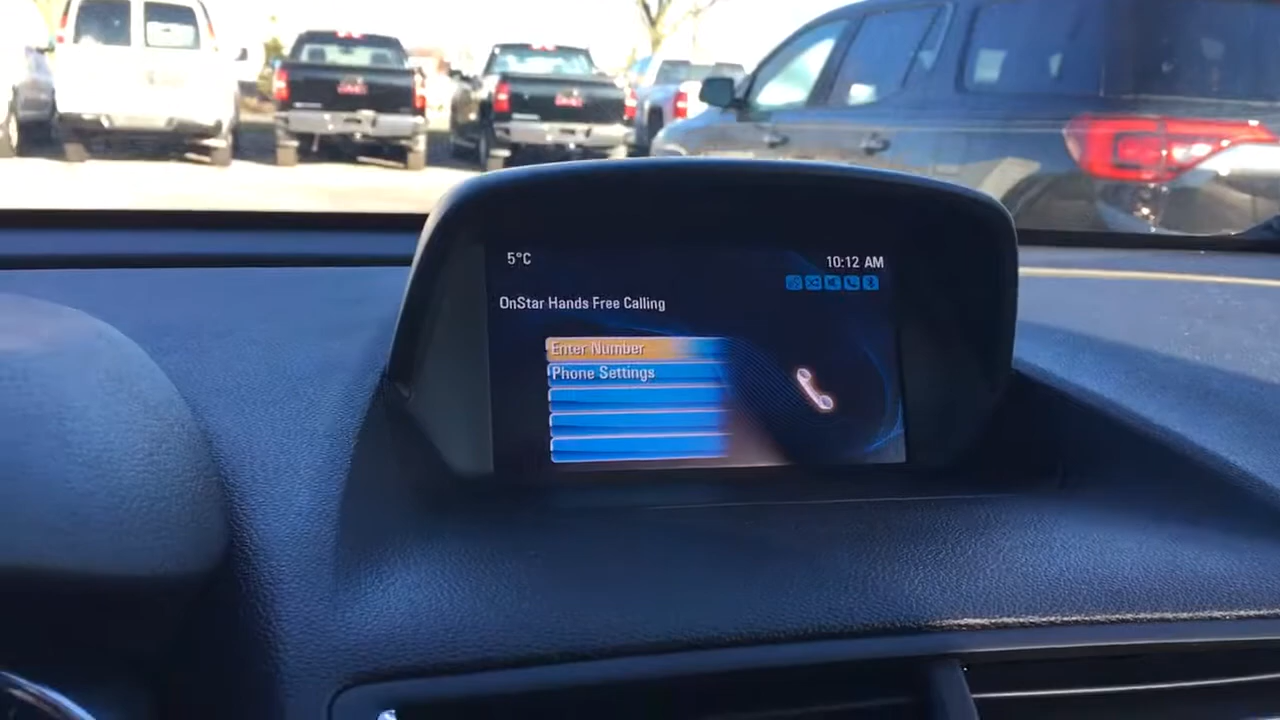 5°C
10:12 AM
OnStar Hands Free Calling
Enter Number
Phone Settings